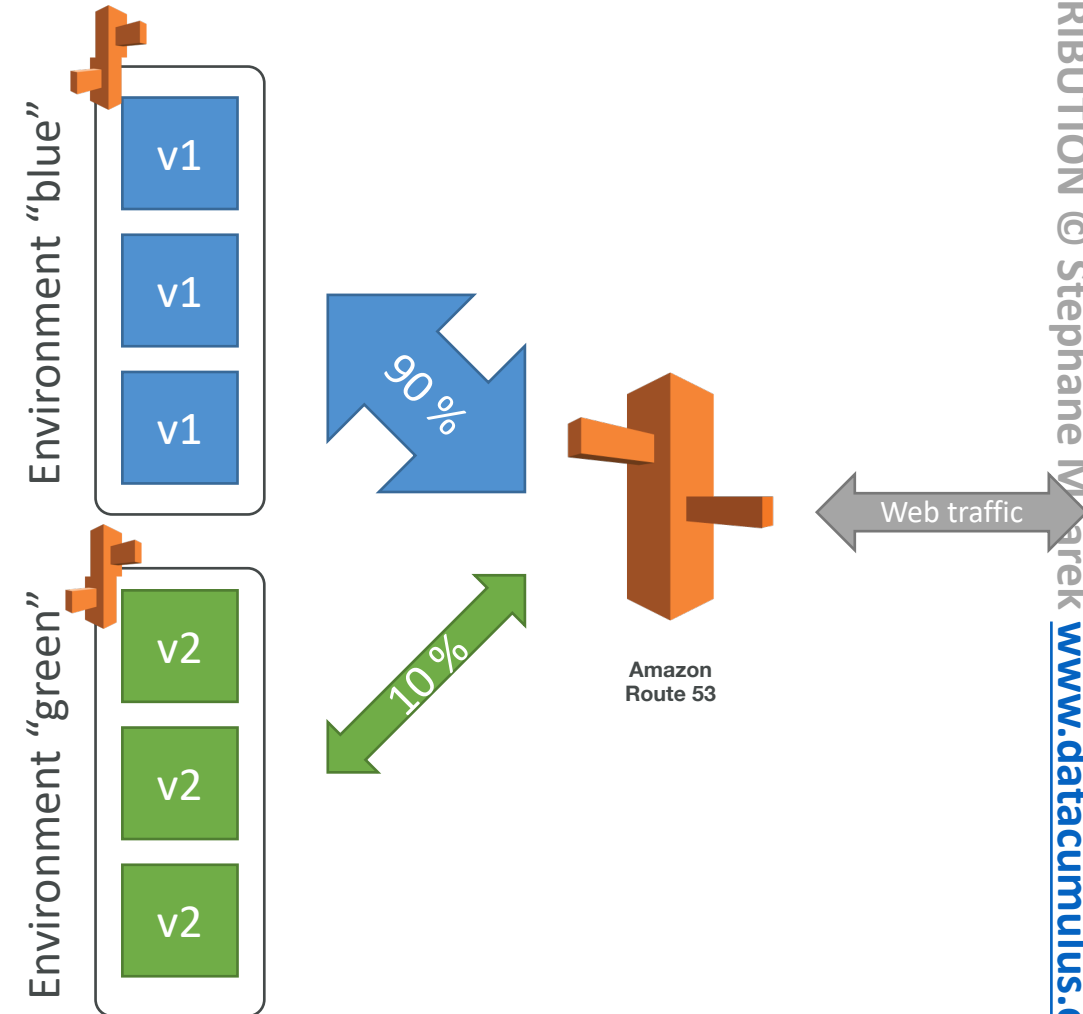 Environment “blue”
v1
v1
v1
90 %
Environment “green”
v2
v2
v2
10 %
Amazon
Route 53
Web traffic
© Stephane
www.datacumulus.